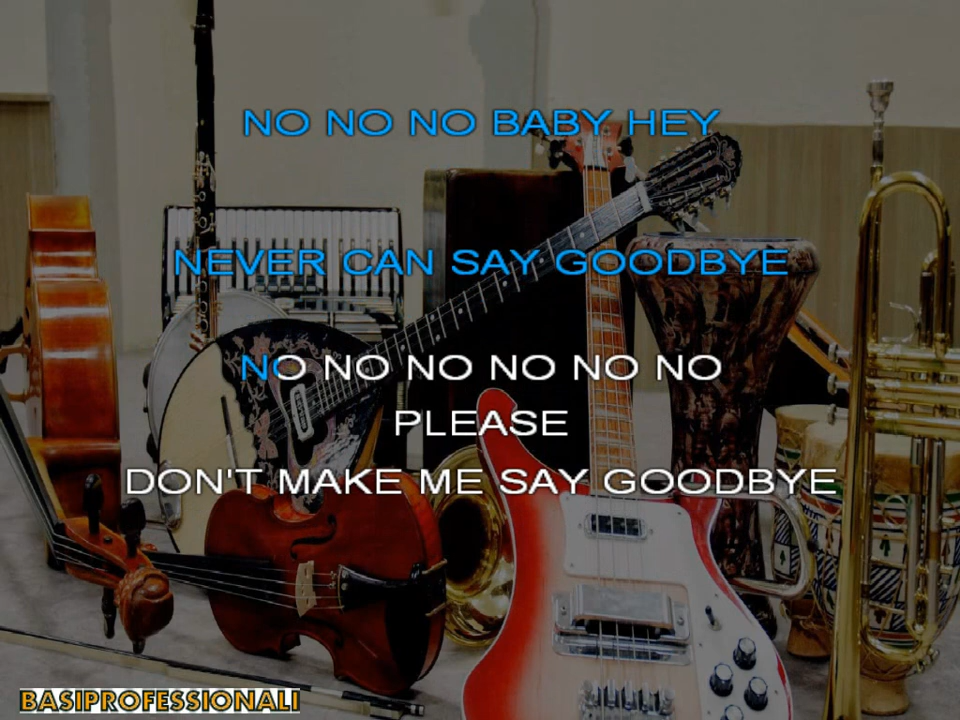 NO NO NO BABY HEY
NEVER CAN SAY GOODBYE
NO NO NO NO NO NO
PLEASE
DON'T MAKE ME SAY GOODBYE
BASIPROFESSIONALI